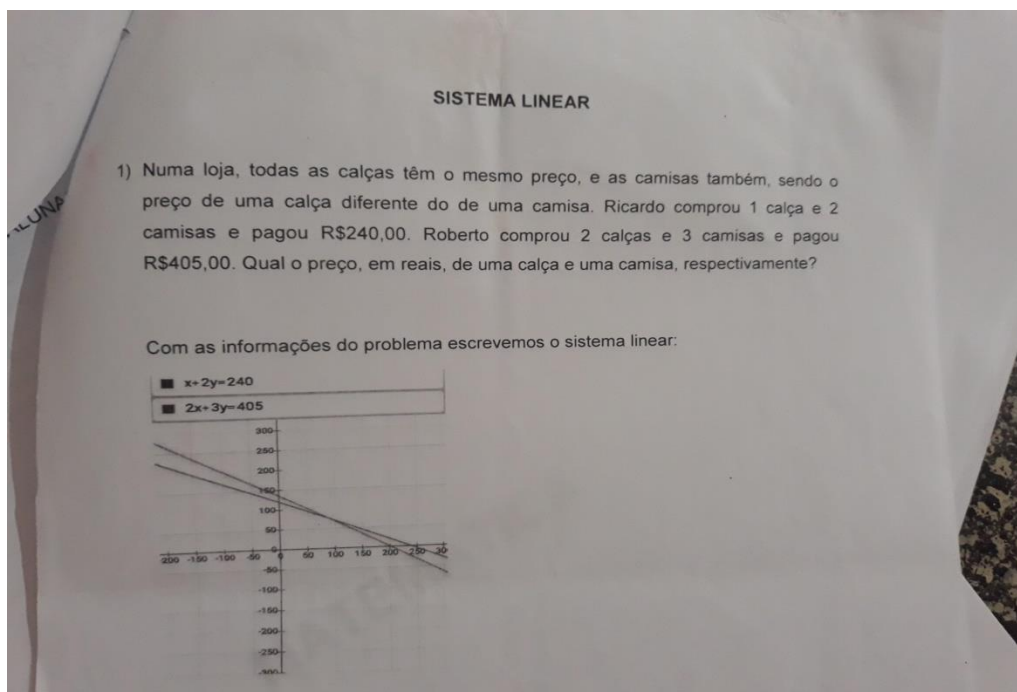 SISTEMA LINEAR
1) Numa loja, todas as calças têm o mesmo preço, e as camisas também, sendo o
preço de uma calça diferente do de uma camisa. Ricardo comprou 1 calça e 2
camisas e pagou R$240,00. Roberto comprou 2 calças e 3 camisas e pagou
R$405,00. Qual o preço, em reais, de uma calça e uma camisa, respectivamente?
Com as informações do problema escrevemos o sistema linear:
x+2y=240
2x+3y=405
300
250
200
150
100
50
0
-200 -150 -100 -50 0 50 100 150 200 250 30
-50
-100
-150
-200
-250
-300